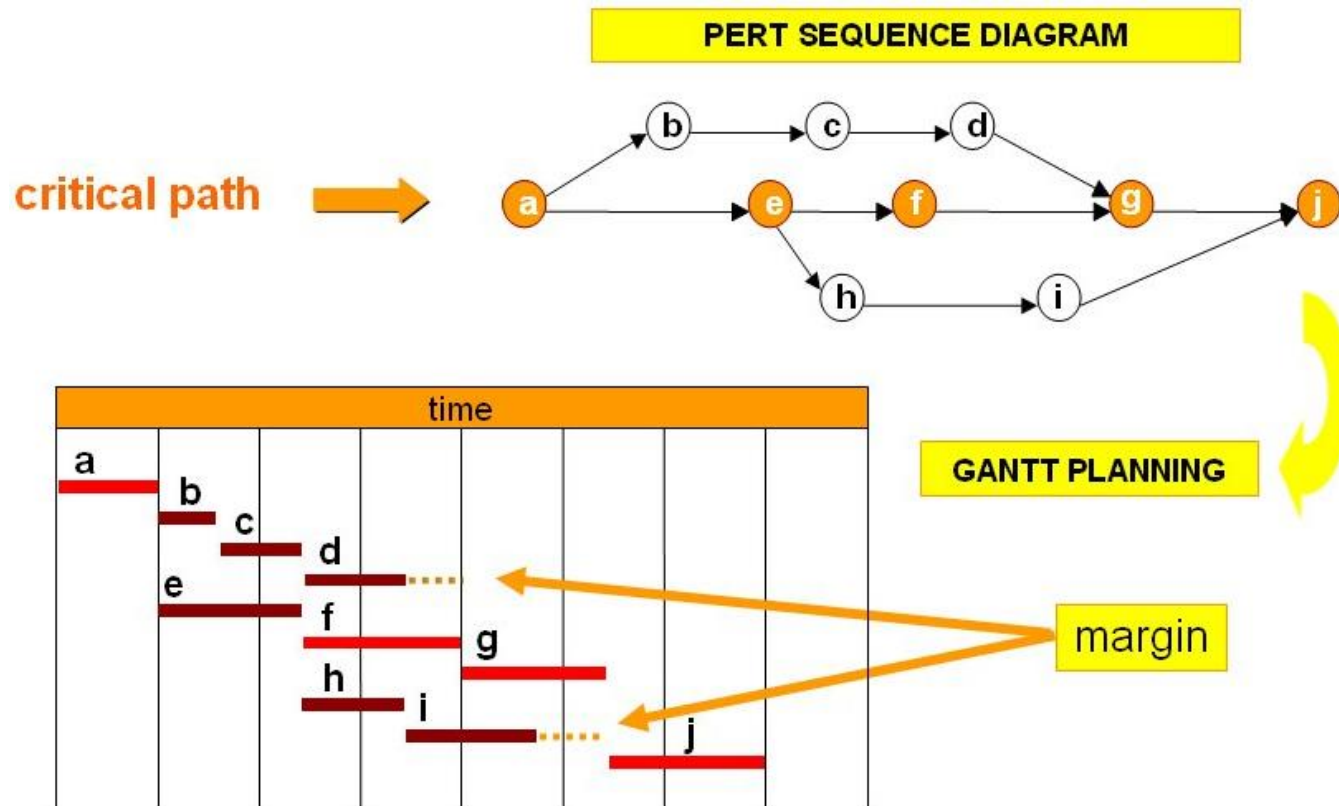 PERT SEQUENCE DIAGRAM
b
c
d
critical path
a
e
f
g
j
h
i
time
GANTT PLANNING
a
b
c
d
e
f
g
margin
h
i
j